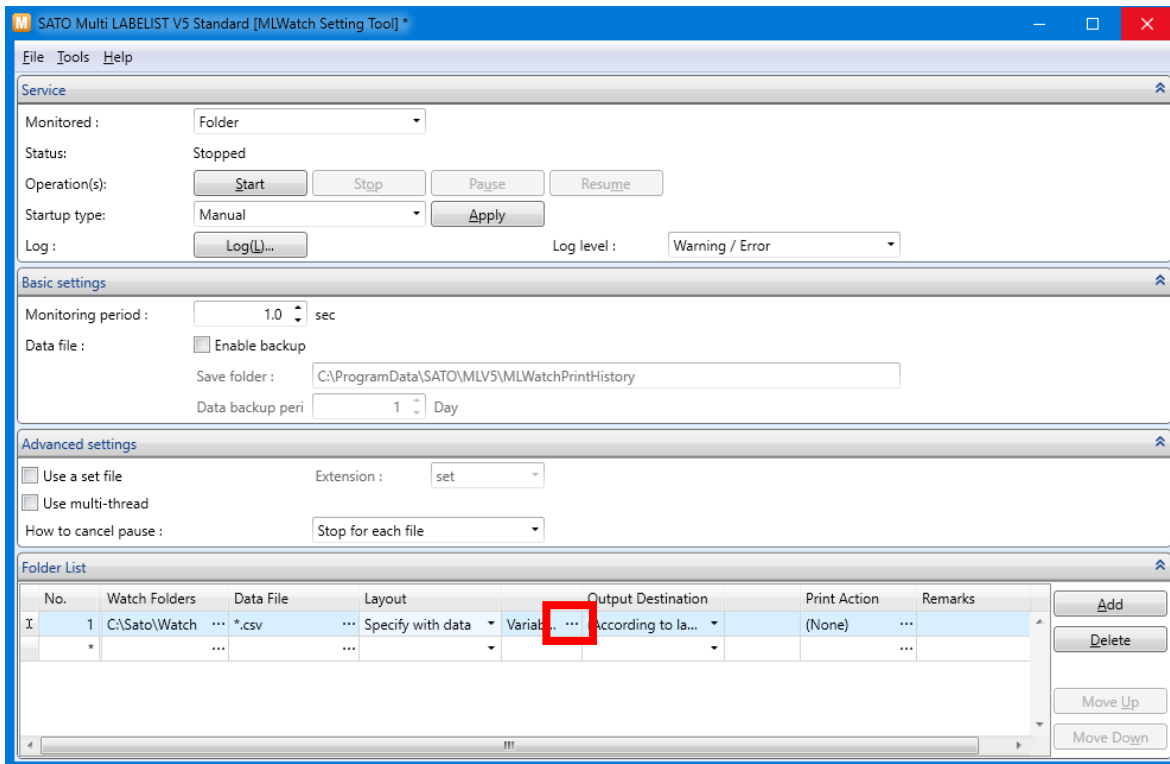 SATO Multi LABELIST V5 Standard [MLWatch Setting Tool] *
File Tools Help
Service
Monitored : Folder
Status: Stopped
Operation(s): Start Stop Pause Resume
Startup type: Manual Apply
Log : Log(L)... Log level : Warning / Error
Basic settings
Monitoring period : 1.0 sec
Data file : Enable backup
Save folder : C:\ProgramData\SATO\MLV5\MLWatchPrintHistory
Data backup peri 1 Day
Advanced settings
Use a set file Extension : set
Use multi-thread
How to cancel pause : Stop for each file
Folder List
No. Watch Folders Data File Layout Output Destination Print Action Remarks
1 C:\Sato\Watch ... *.csv ... Specify with data Variab... ... (According to la... (None) ...
* ... ... ...
Add
Delete
Move Up
Move Down